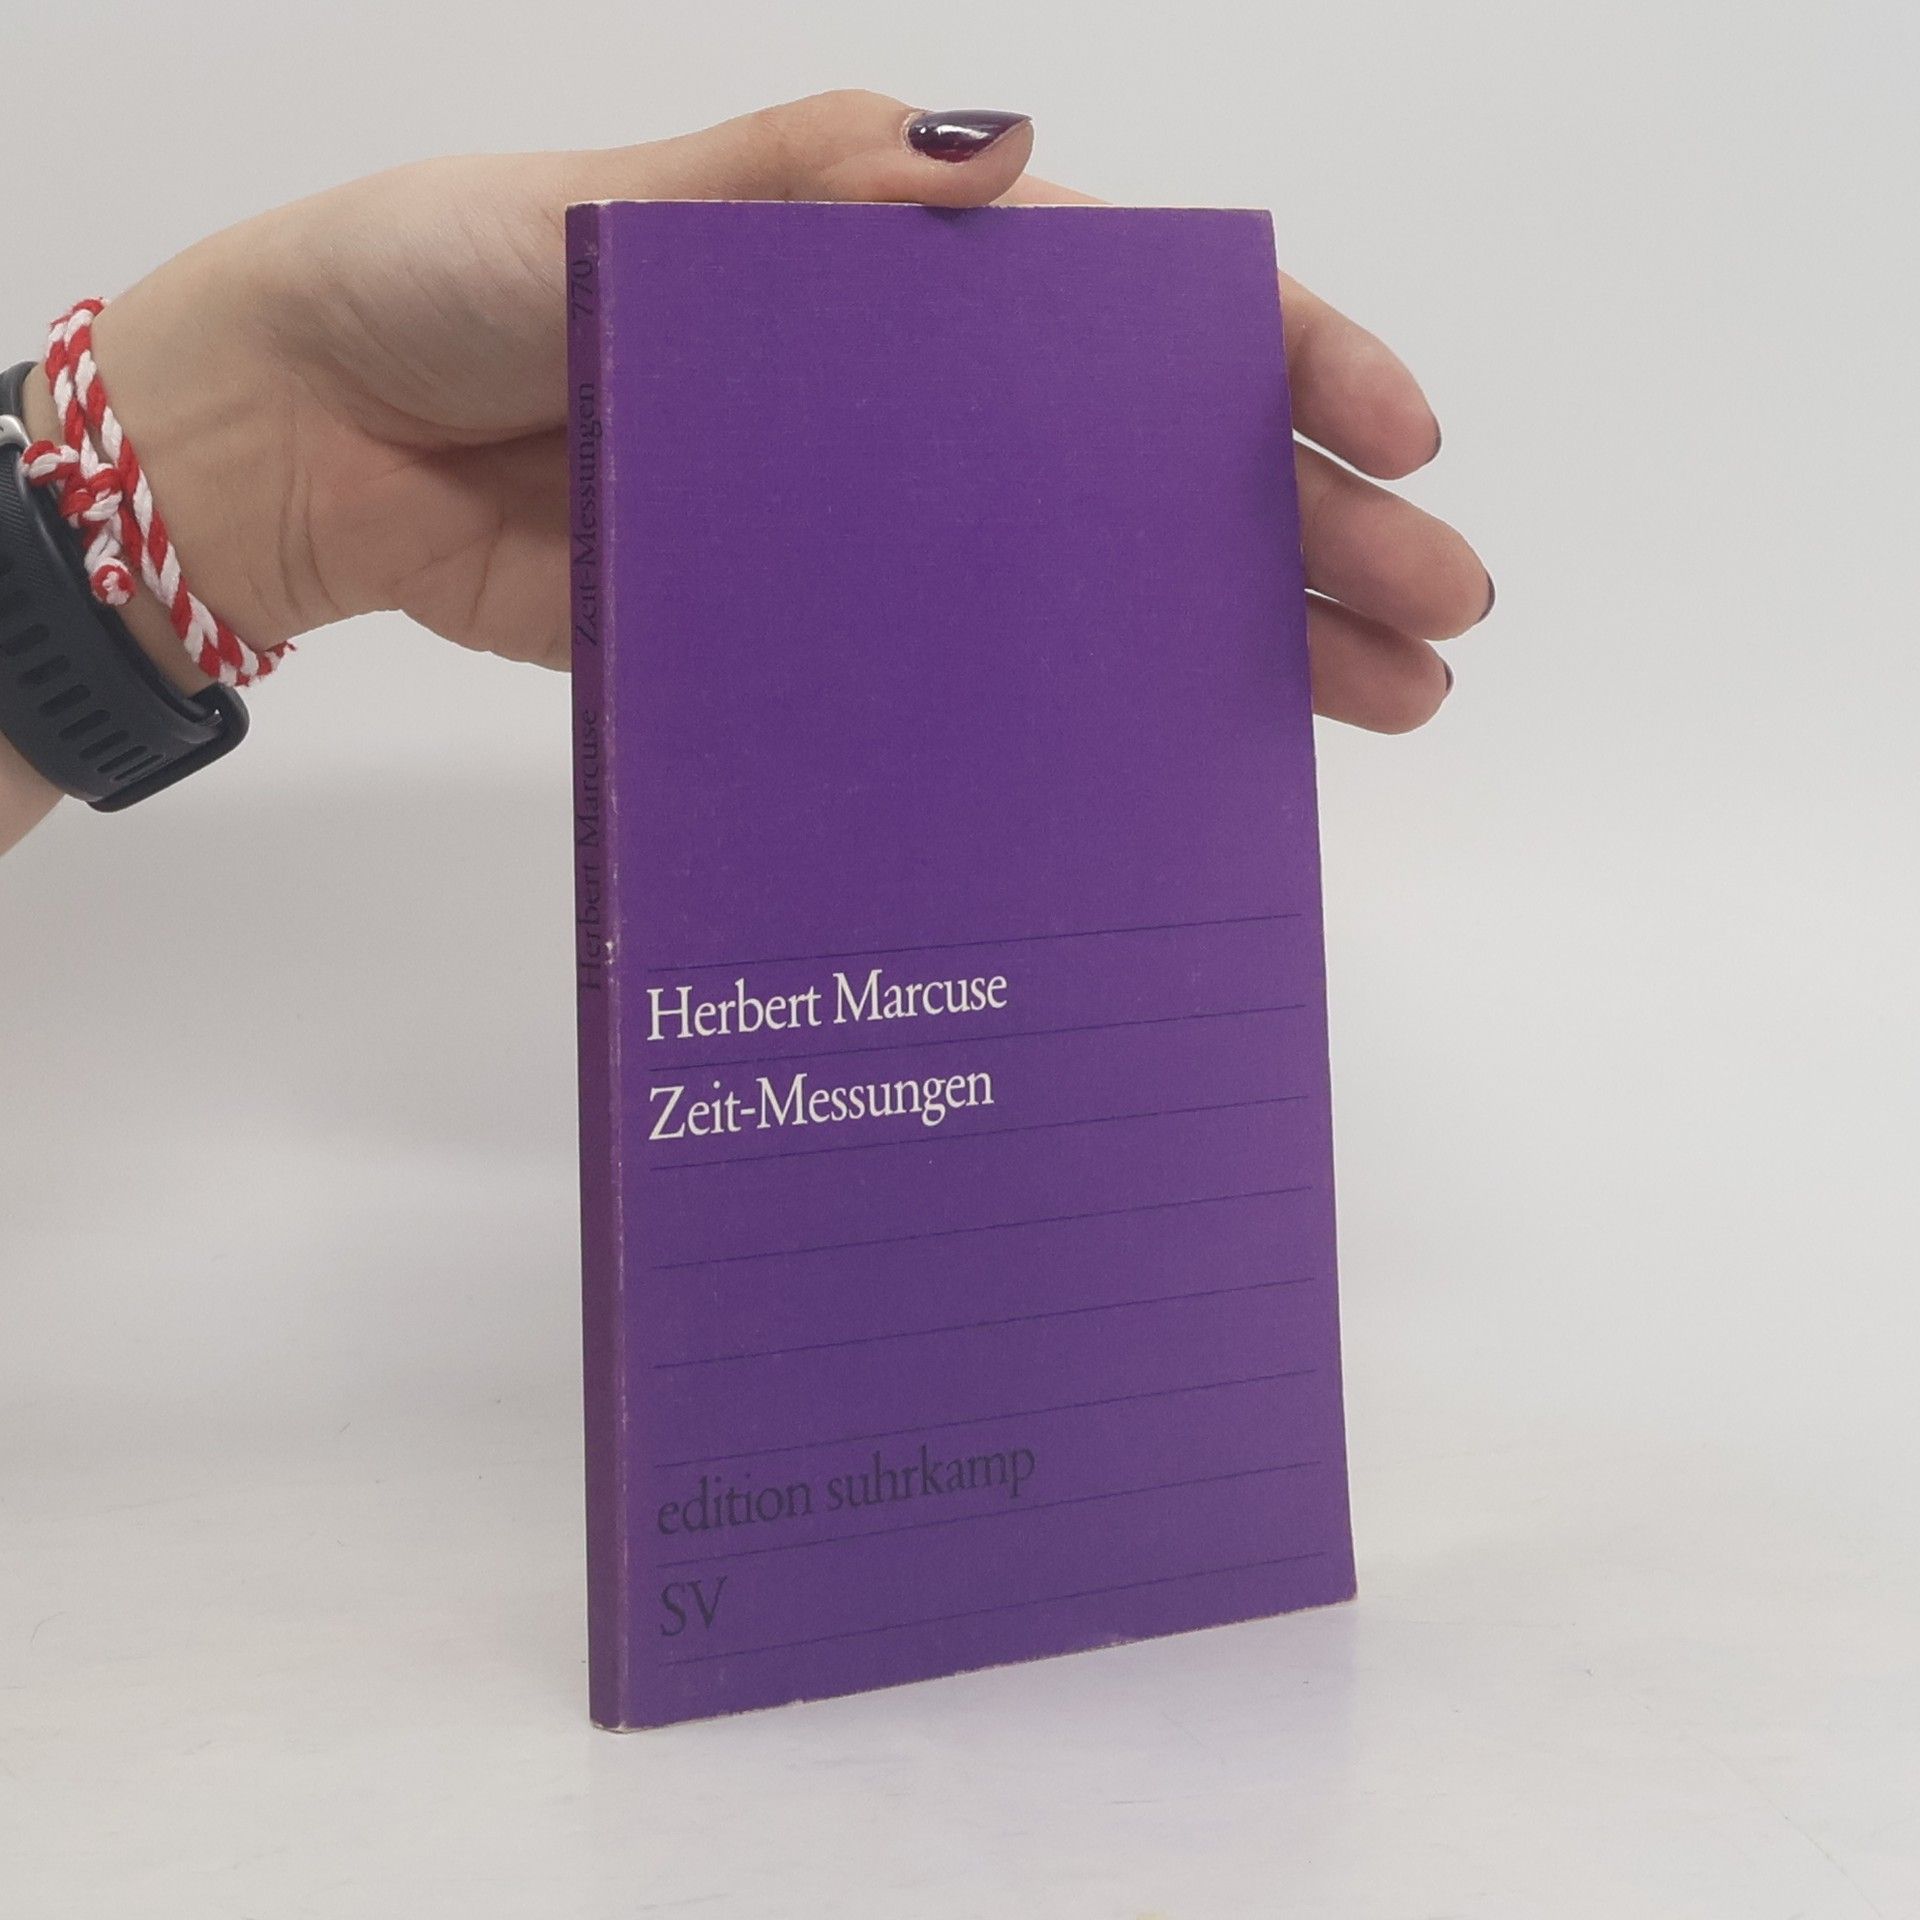 Herbert Marcuse Zeit-Messungen 770
Herbert Marcuse
Zeit-Messungen
edition suhrkamp
SV